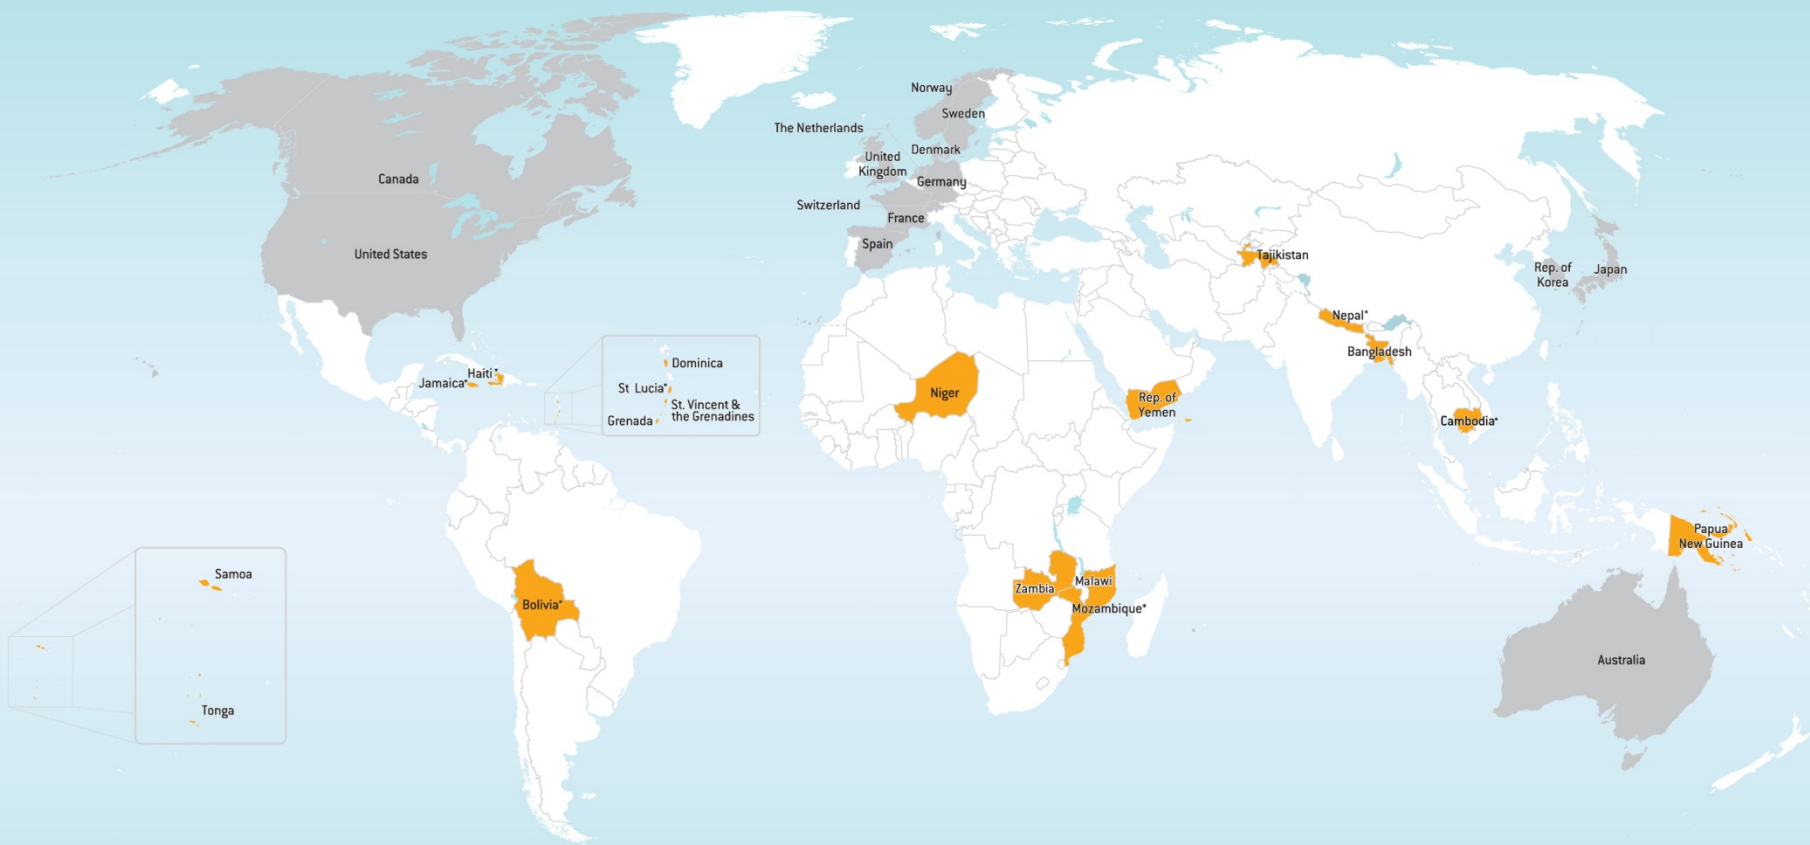 Norway
Sweden
The Netherlands
Denmark
United
Kingdom
Germany
Canada
Switzerland
France
Spain
United States
Tajikistan
Rep. of
Korea
Japan
Nepal*
Bangladesh
Dominica
Haiti*
Jamaica*
St Lucia*
St. Vincent &
the Grenadines
Grenada
Niger
Rep. of
Yemen
Cambodia*
Papua
New Guinea
Samoa
Malawi
Zambia
Bolivia*
Mozambique*
Australia
Tonga